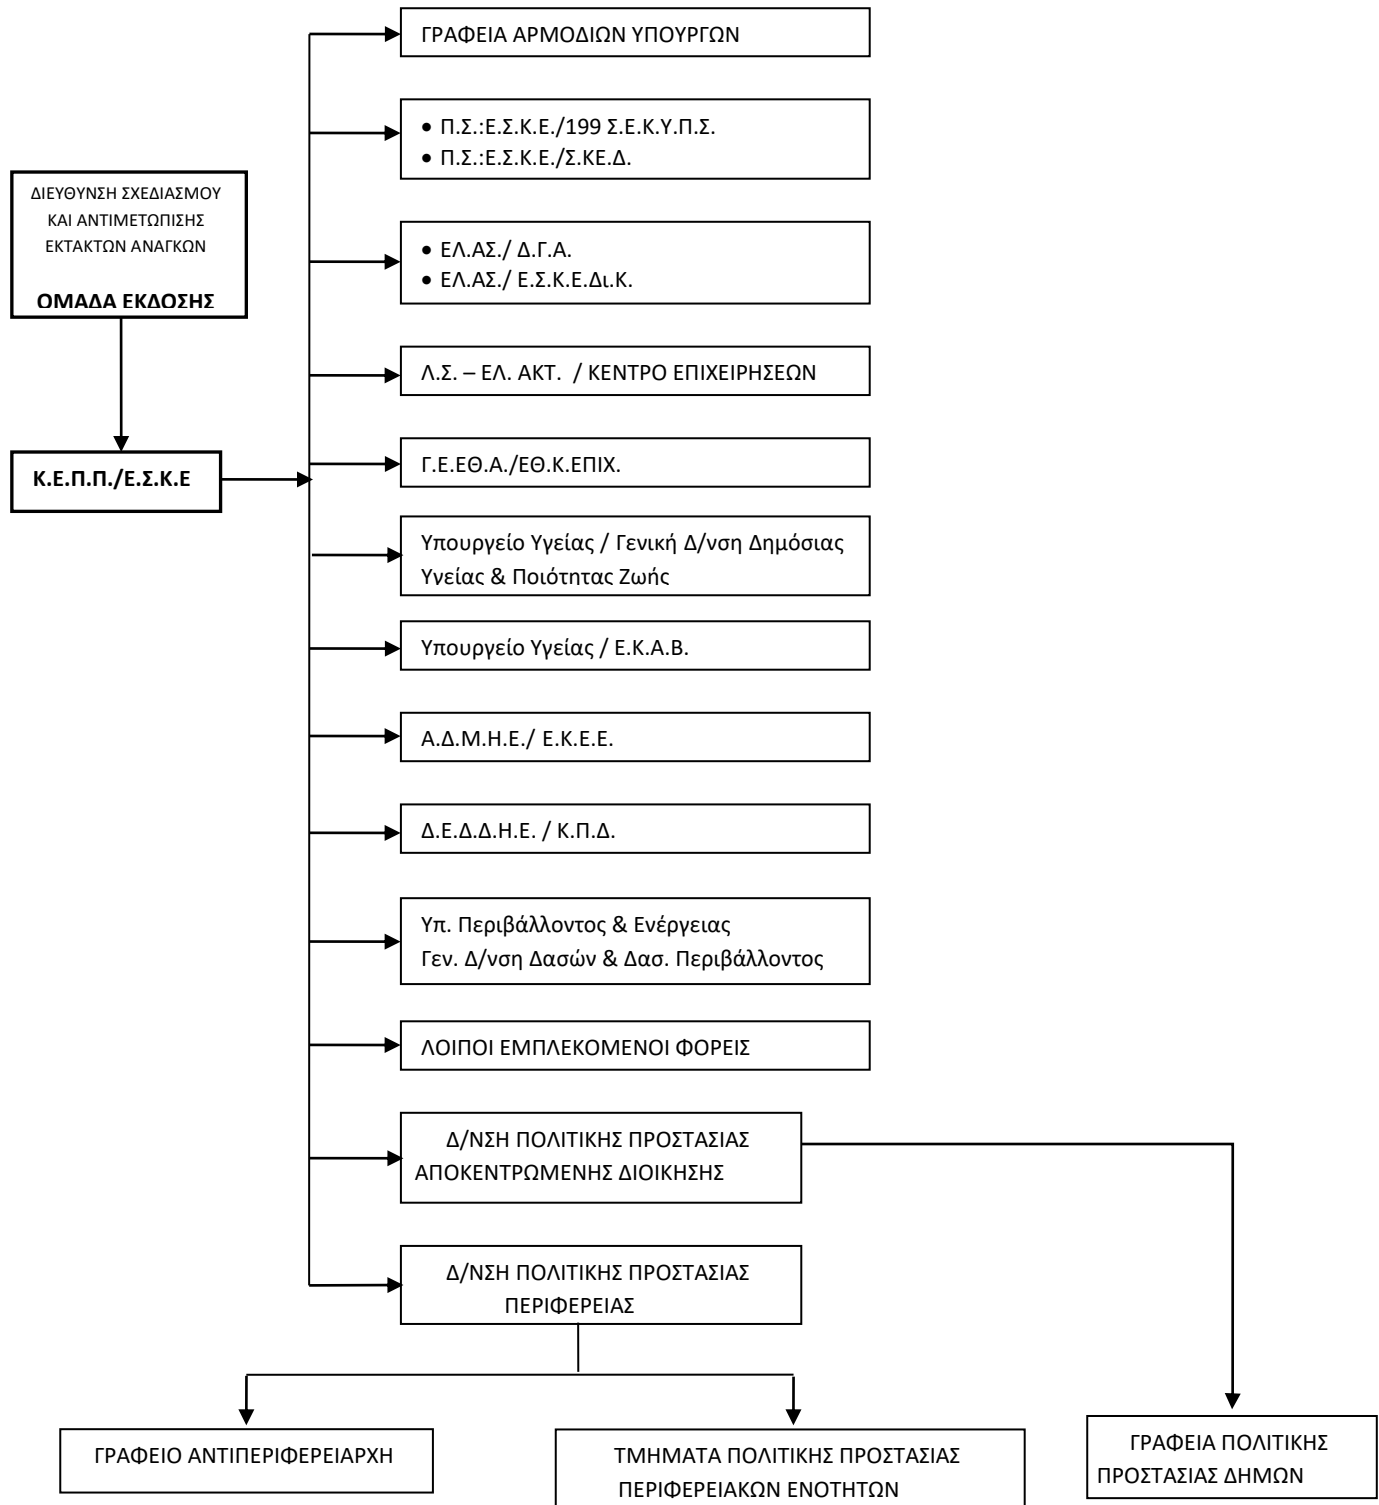 ΓΡΑΦΕΙΑ ΑΡΜΟΔΙΩΝ ΥΠΟΥΡΓΩΝ
• Π.Σ.:Ε.Σ.Κ.Ε./199 Σ.Ε.Κ.Υ.Π.Σ.
• Π.Σ.:Ε.Σ.Κ.Ε./Σ.ΚΕ.Δ.
ΔΙΕΥΘΥΝΣΗ ΣΧΕΔΙΑΣΜΟΥ
ΚΑΙ ΑΝΤΙΜΕΤΩΠΙΣΗΣ
ΕΚΤΑΚΤΩΝ ΑΝΑΓΚΩΝ
ΟΜΑΔΑ ΕΚΔΟΣΗΣ
• ΕΛ.ΑΣ./ Δ.Γ.Α.
• ΕΛ.ΑΣ./ Ε.Σ.Κ.Ε.Δι.Κ.
Λ.Σ. – ΕΛ. ΑΚΤ. / ΚΕΝΤΡΟ ΕΠΙΧΕΙΡΗΣΕΩΝ
Κ.Ε.Π.Π./Ε.Σ.Κ.Ε
Γ.Ε.ΕΘ.Α./ΕΘ.Κ.ΕΠΙΧ.
Υπουργείο Υγείας / Γενική Δ/νση Δημόσιας
Υγείας & Ποιότητας Ζωής
Υπουργείο Υγείας / Ε.Κ.Α.Β.
Α.Δ.Μ.Η.Ε./ Ε.Κ.Ε.Ε.
Δ.Ε.Δ.Δ.Η.Ε. / Κ.Π.Δ.
Υπ. Περιβάλλοντος & Ενέργειας
Γεν. Δ/νση Δασών & Δασ. Περιβάλλοντος
ΛΟΙΠΟΙ ΕΜΠΛΕΚΟΜΕΝΟΙ ΦΟΡΕΙΣ
Δ/ΝΣΗ ΠΟΛΙΤΙΚΗΣ ΠΡΟΣΤΑΣΙΑΣ
ΑΠΟΚΕΝΤΡΩΜΕΝΗΣ ΔΙΟΙΚΗΣΗΣ
Δ/ΝΣΗ ΠΟΛΙΤΙΚΗΣ ΠΡΟΣΤΑΣΙΑΣ
ΠΕΡΙΦΕΡΕΙΑΣ
ΓΡΑΦΕΙΟ ΑΝΤΙΠΕΡΙΦΕΡΕΙΑΡΧΗ
ΤΜΗΜΑΤΑ ΠΟΛΙΤΙΚΗΣ ΠΡΟΣΤΑΣΙΑΣ
ΠΕΡΙΦΕΡΕΙΑΚΩΝ ΕΝΟΤΗΤΩΝ
ΓΡΑΦΕΙΑ ΠΟΛΙΤΙΚΗΣ
ΠΡΟΣΤΑΣΙΑΣ ΔΗΜΩΝ